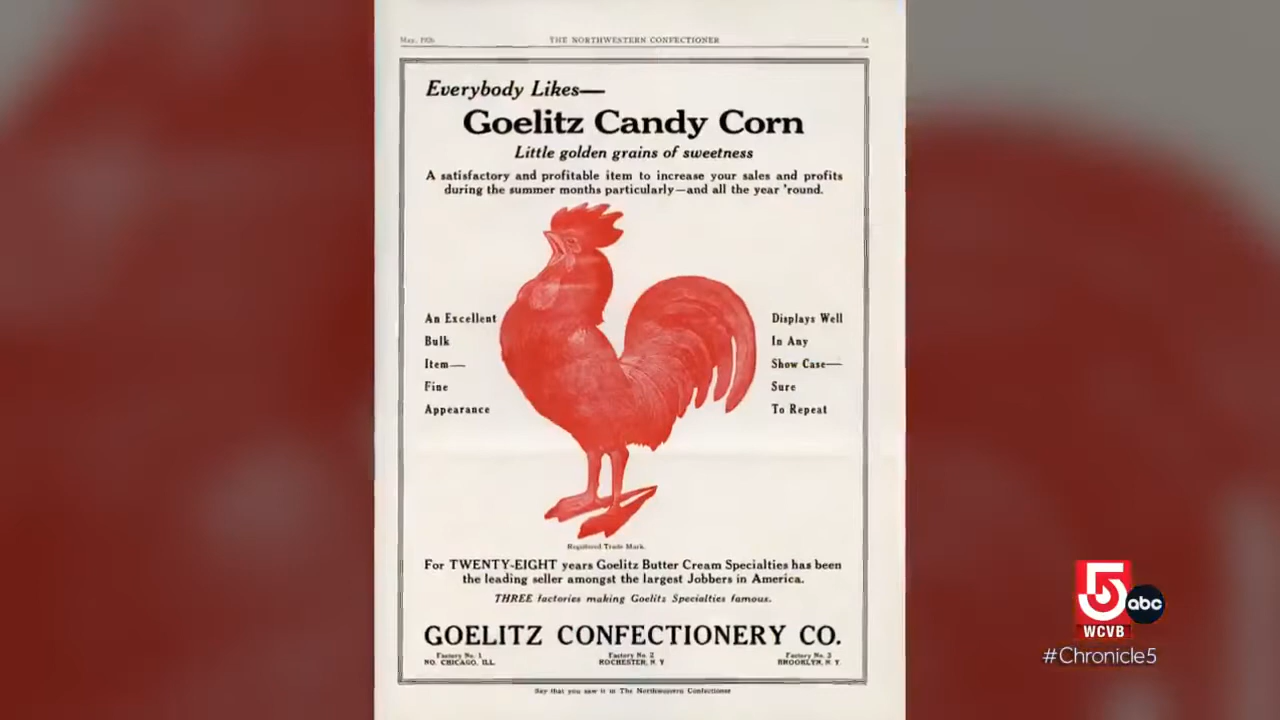 May, 1926 THE NORTHWESTERN CONFECTIONER 81
Everybody Likes—
Goelitz Candy Corn
Little golden grains of sweetness
A satisfactory and profitable item to increase your sales and profits
during the summer months particularly—and all the year 'round.
An Excellent
Bulk
Item—
Fine
Appearance
Displays Well
In Any
Show Case—
Sure
To Repeat
Registered Trade Mark.
For TWENTY-EIGHT years Goelitz Butter Cream Specialties has been
the leading seller amongst the largest Jobbers in America.
THREE factories making Goelitz Specialties famous.
GOELITZ CONFECTIONERY CO.
Factory No. 1
NO. CHICAGO, ILL.
Factory No. 2
ROCHESTER, N. Y
Factory No. 3
BROOKLYN, N. Y.
Say that you saw it in The Northwestern Confectioner
5
abc
WCVB
#Chronicle5